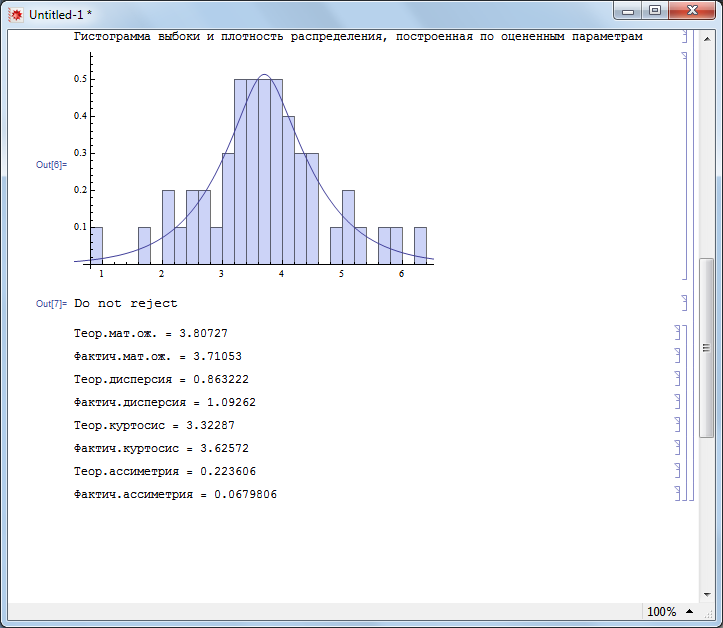 Untitled-1 *
Гистограмма выбоки и плотность распределения, построенная по оцененным параметрам
0.5
0.4
0.3
0.2
0.1
Out[6]=
1 2 3 4 5 6
Out[7]= Do not reject
Теор.мат.ож. = 3.80727
Фактич.мат.ож. = 3.71053
Теор.дисперсия = 0.863222
Фактич.дисперсия = 1.09262
Теор.куртосис = 3.32287
Фактич.куртосис = 3.62572
Теор.ассиметрия = 0.223606
Фактич.ассиметрия = 0.0679806
100%